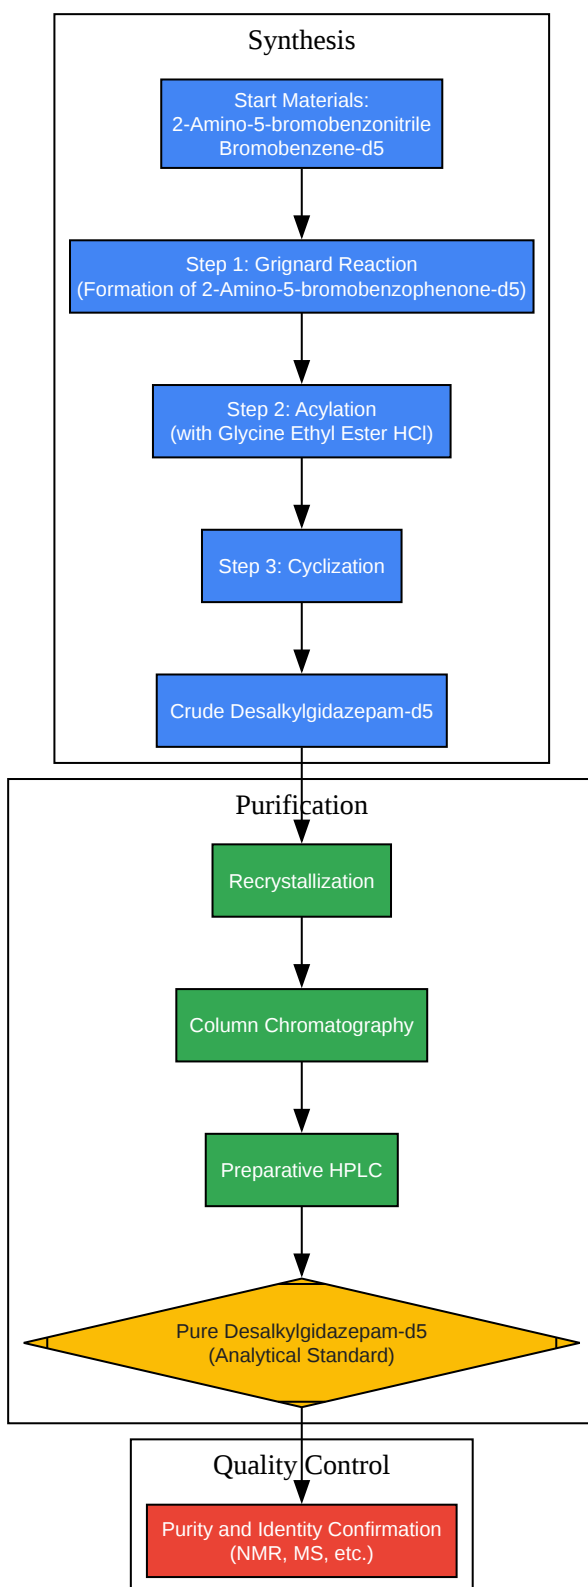 Synthesis
Start Materials:
2-Amino-5-bromobenzonitrile
Bromobenzene-d5
Step 1: Grignard Reaction
(Formation of 2-Amino-5-bromobenzophenone-d5)
Step 2: Acylation
(with Glycine Ethyl Ester HCl)
Step 3: Cyclization
Crude Desalkylgidazepam-d5
Purification
Recrystallization
Column Chromatography
Preparative HPLC
Pure Desalkylgidazepam-d5
(Analytical Standard)
Quality Control
Purity and Identity Confirmation
(NMR, MS, etc.)